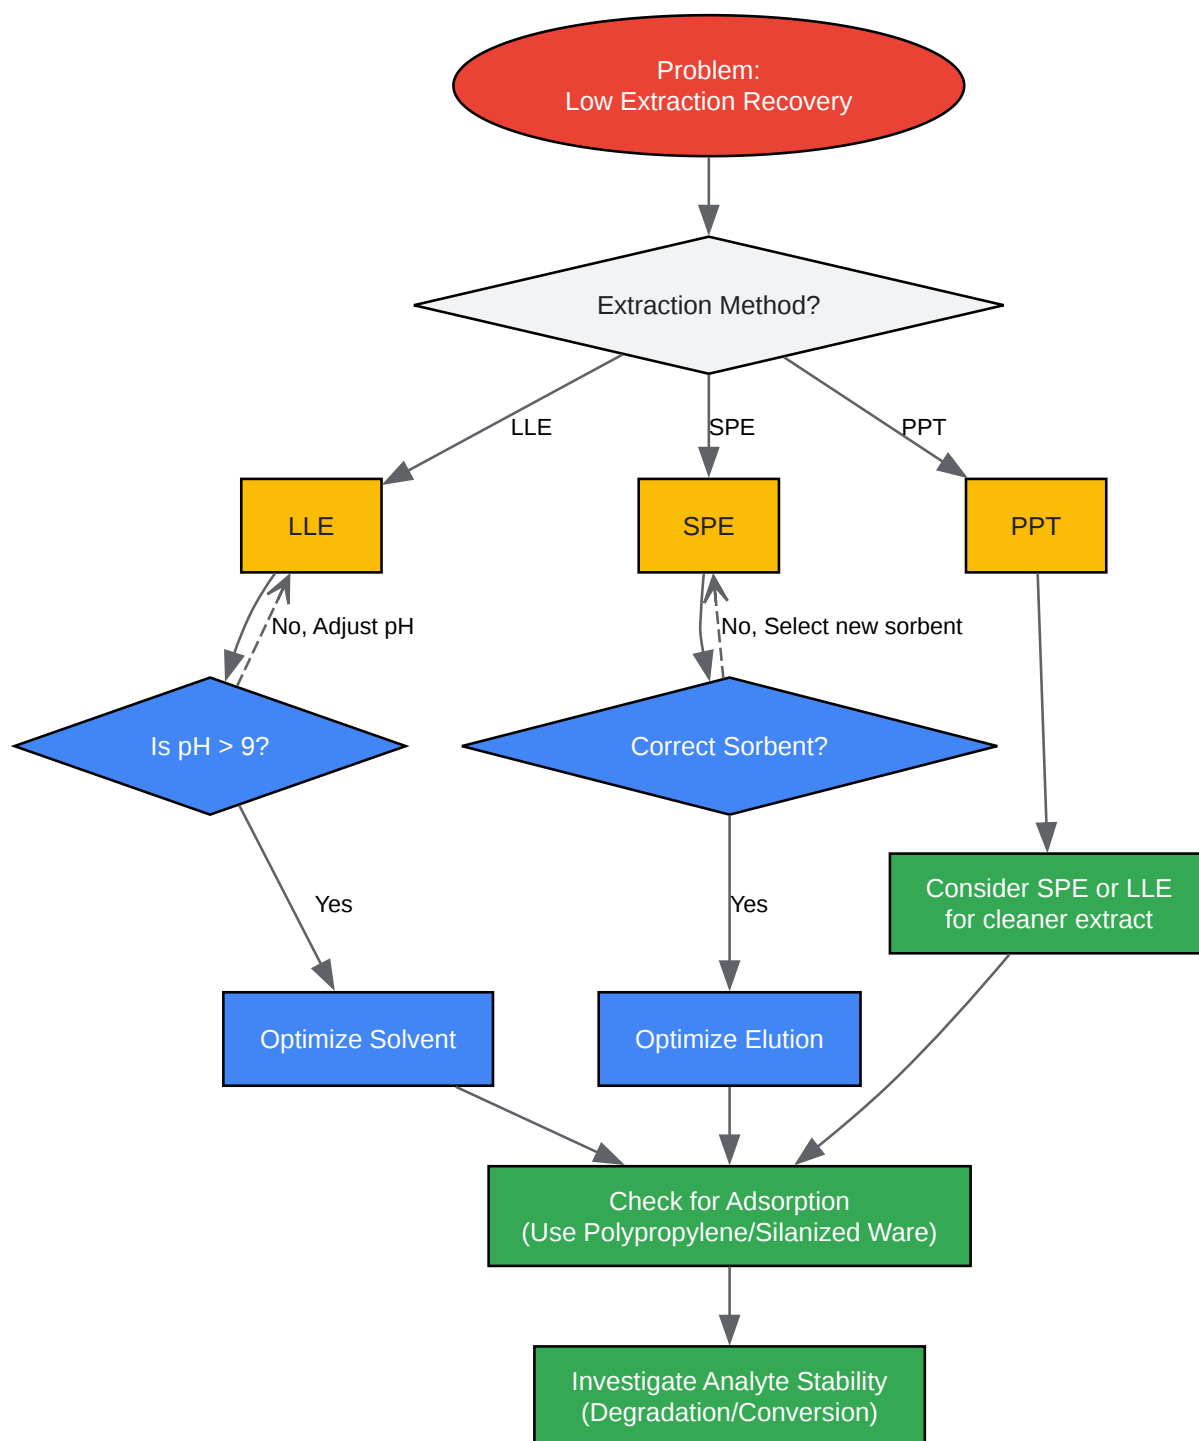 Problem:
Low Extraction Recovery
Extraction Method?
LLE
SPE
PPT
LLE
SPE
PPT
No, Adjust pH
No, Select new sorbent
Is pH > 9?
Correct Sorbent?
Consider SPE or LLE
for cleaner extract
Yes
Yes
Optimize Solvent
Optimize Elution
Check for Adsorption
(Use Polypropylene/Silanized Ware)
Investigate Analyte Stability
(Degradation/Conversion)